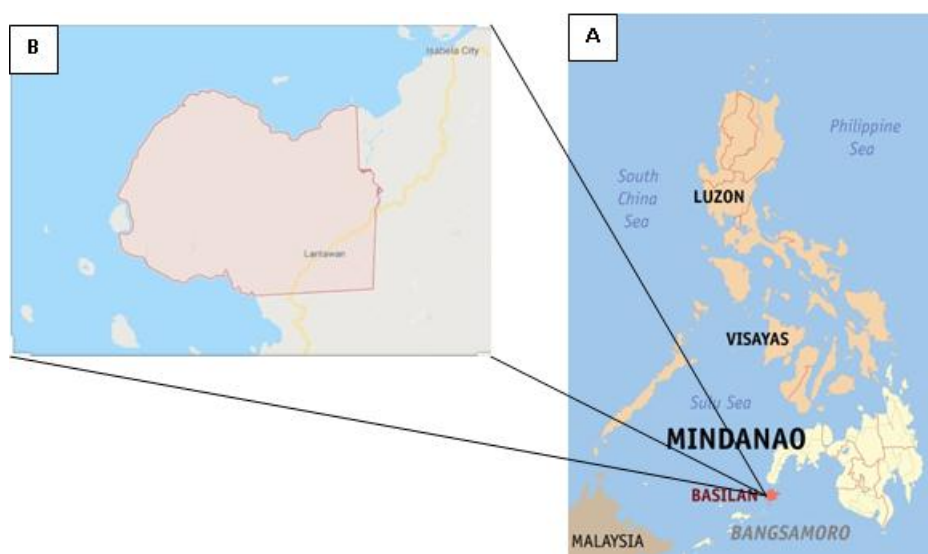 B
Isabela City
Lantawan
A
Philippine
Sea
South
China
Sea
LUZON
VISAYAS
Sulu Sea
MINDANAO
BASILAN
BANGSAMORO
MALAYSIA